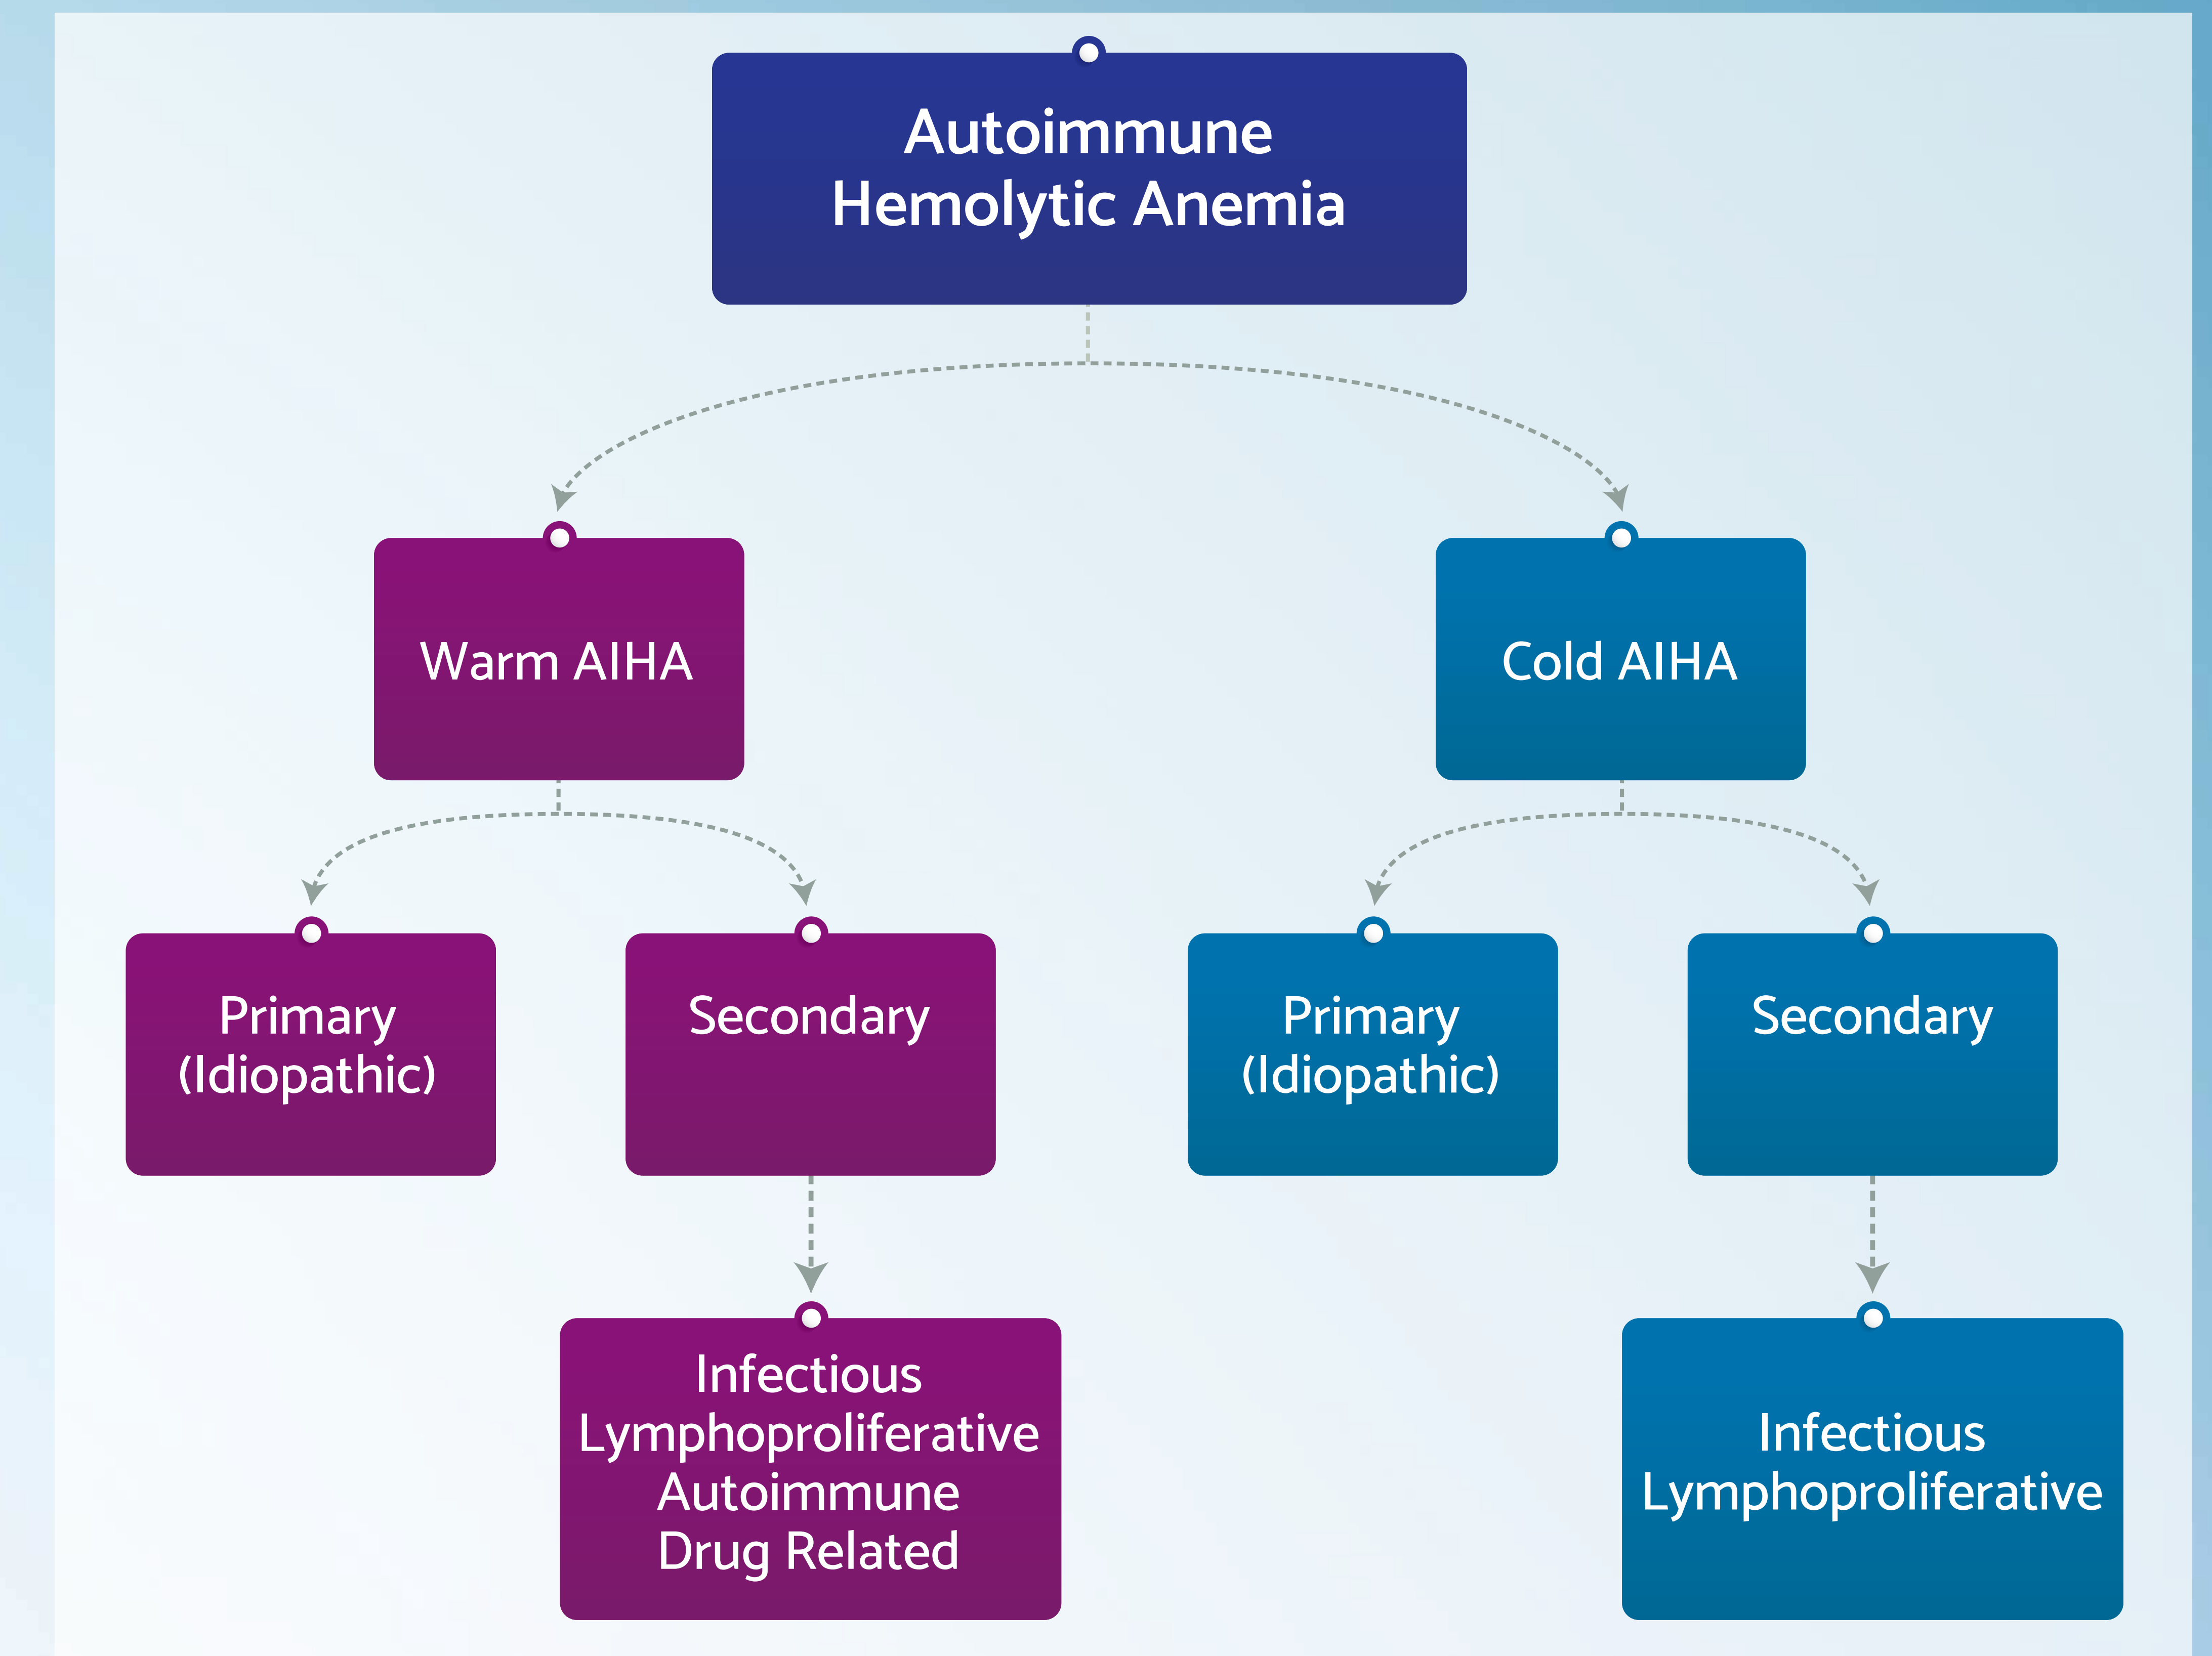 Autoimmune
Hemolytic Anemia
Warm AIHA
Cold AIHA
Primary
(Idiopathic)
Secondary
Primary
(Idiopathic)
Secondary
Infectious
Lymphoproliferative
Autoimmune
Drug Related
Infectious
Lymphoproliferative